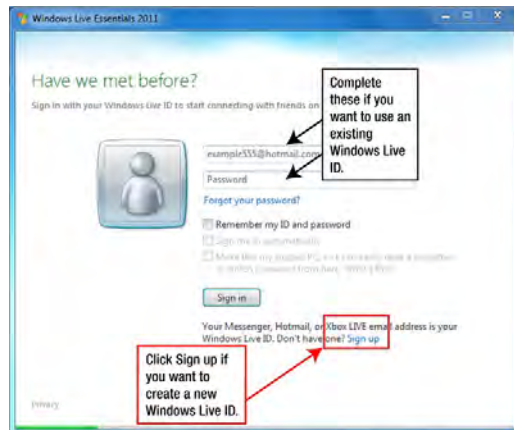 Windows Live Essentials 2011
Have we met before?
Sign in with your Windows Live ID to start connecting with friends on
Complete
these if you
want to use an
existing
Windows Live
ID.
example555@hotmail.com
Password
Forgot your password?
Remember my ID and password
Sign me in automatically
Sign in
Your Messenger, Hotmail, or Xbox LIVE email address is your
Windows Live ID. Don't have one? Sign up
Click Sign up if
you want to
create a new
Windows Live ID.
Privacy